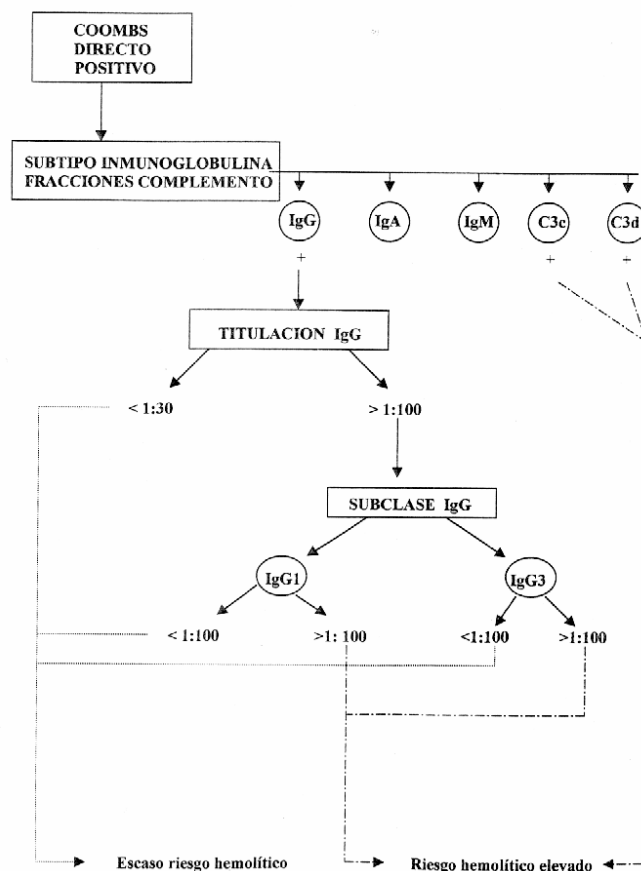 COOMBS
DIRECTO
POSITIVO
SUBTIPO INMUNOGLOBULINA
FRACCIONES COMPLEMENTO
IgG
IgA
IgM
C3c
C3d
+
+
+
TITULACION IgG
< 1:30
> 1:100
SUBCLASE IgG
IgG1
IgG3
< 1:100
>1: 100
<1:100
>1:100
Escaso riesgo hemolítico
Riesgo hemolítico elevado